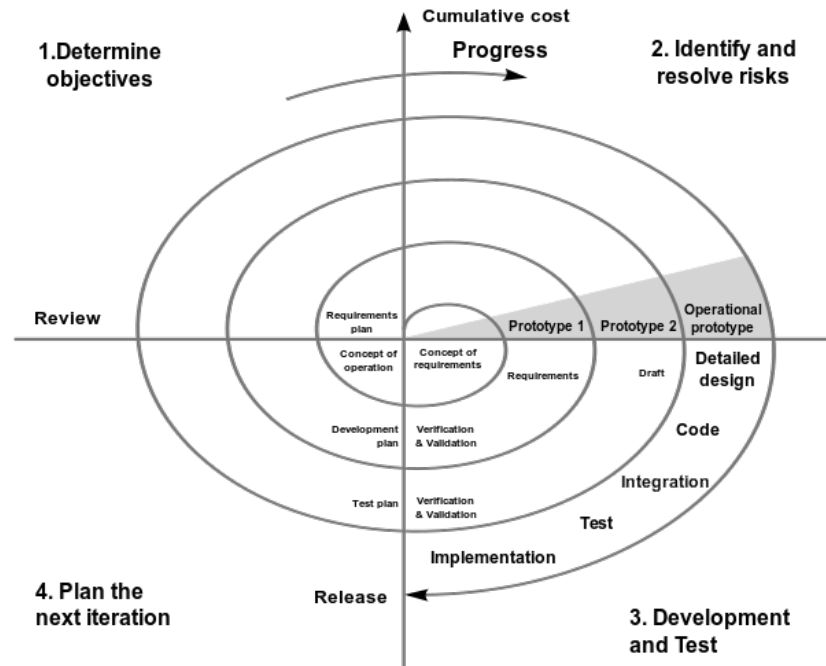 Cumulative cost
1.Determine
objectives
Progress
2. Identify and
resolve risks
Review
Requirements
plan
Prototype 1
Prototype 2
Operational
prototype
Concept of
operation
Concept of
requirements
Requirements
Draft
Detailed
design
Development
plan
Verification
& Validation
Code
Integration
Test plan
Verification
& Validation
Test
Implementation
4. Plan the
next iteration
Release
3. Development
and Test